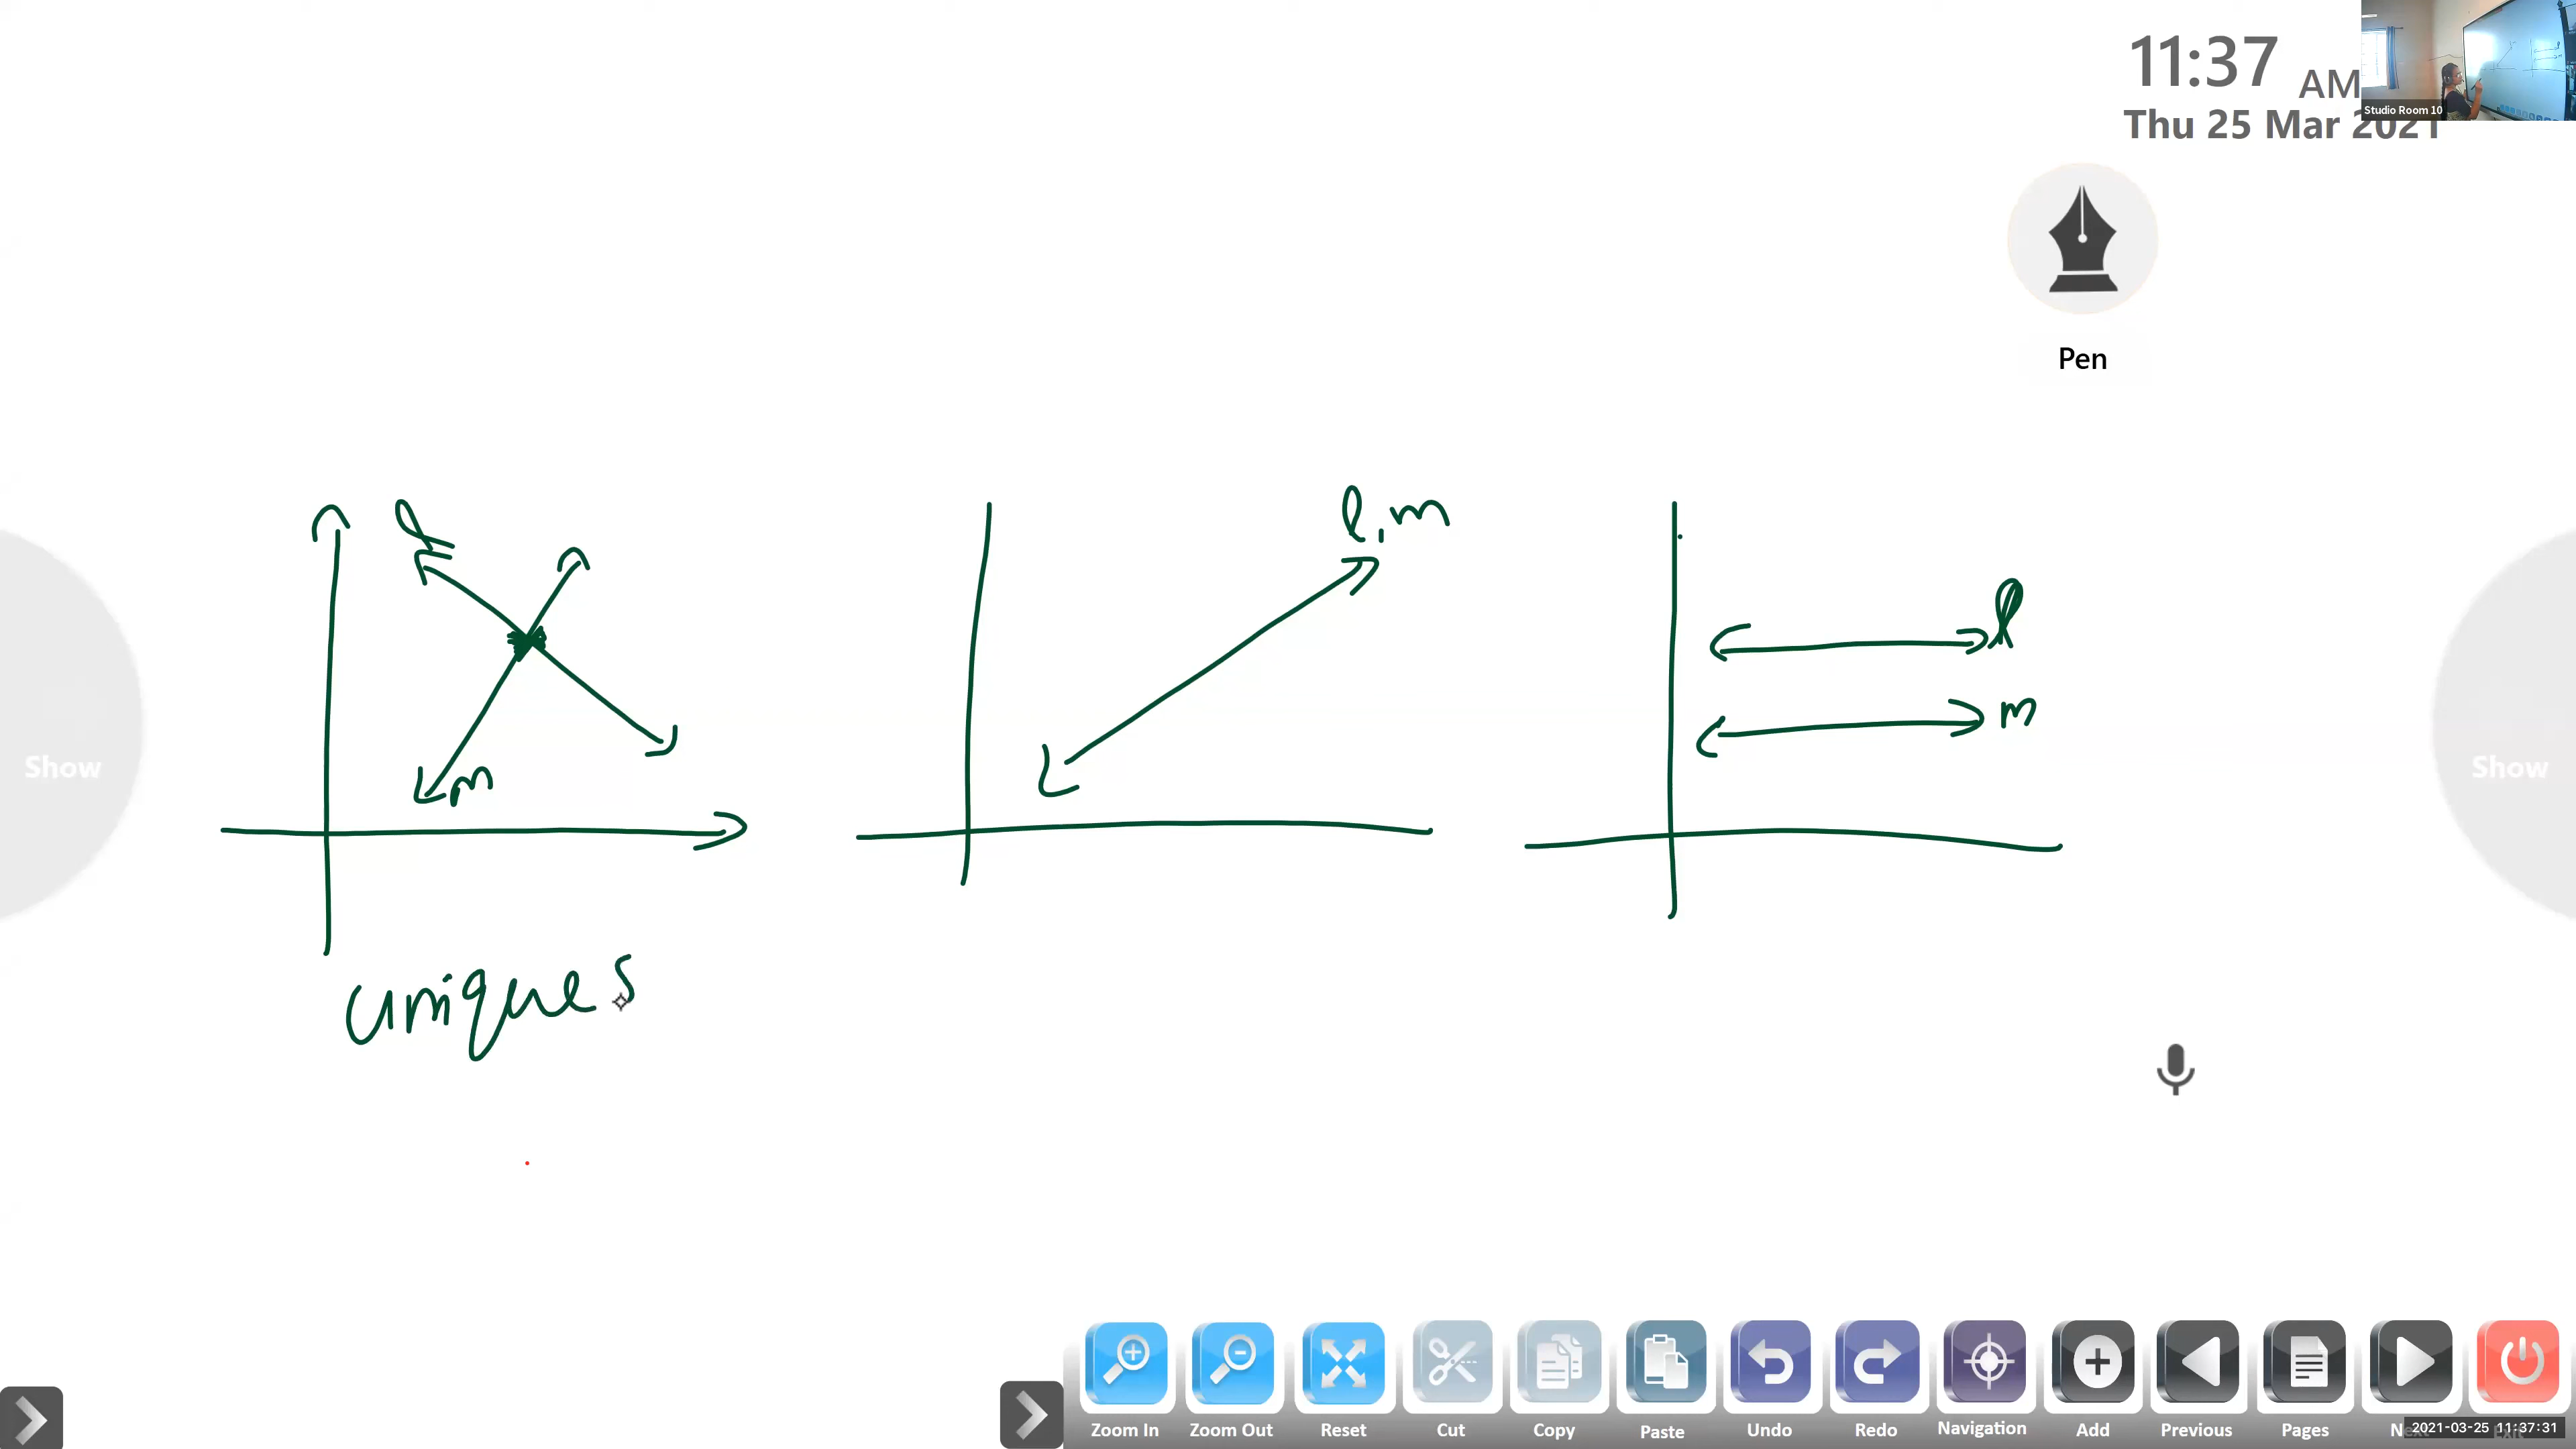 11:37 AM
Studio Room 10
Thu 25 Mar 2021
Pen
l
l, m
l
m
m
Show
Show
unique s
Zoom In
Zoom Out
Reset
Cut
Copy
Paste
Undo
Redo
Navigation
Add
Previous
Pages
2021-03-25 11:37:31